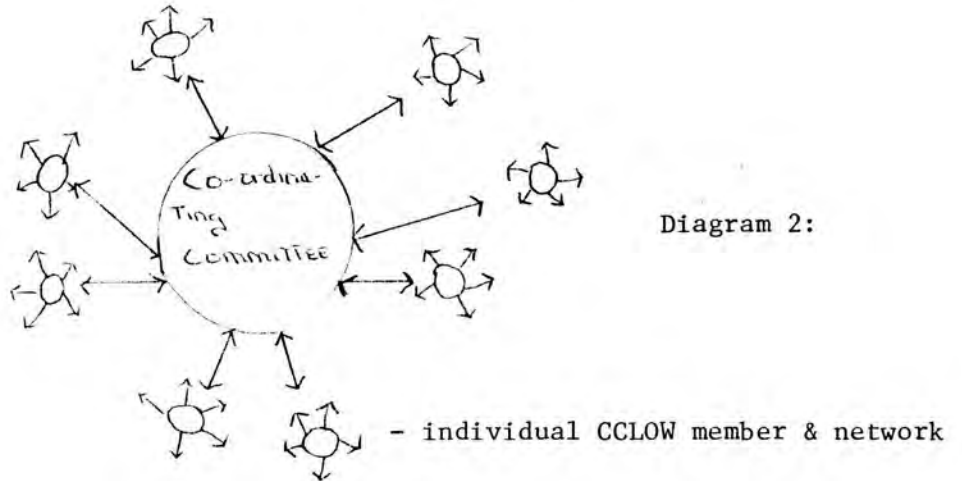 Co-ordina-
ting
Committee
Diagram 2:
- individual CCLOW member & network